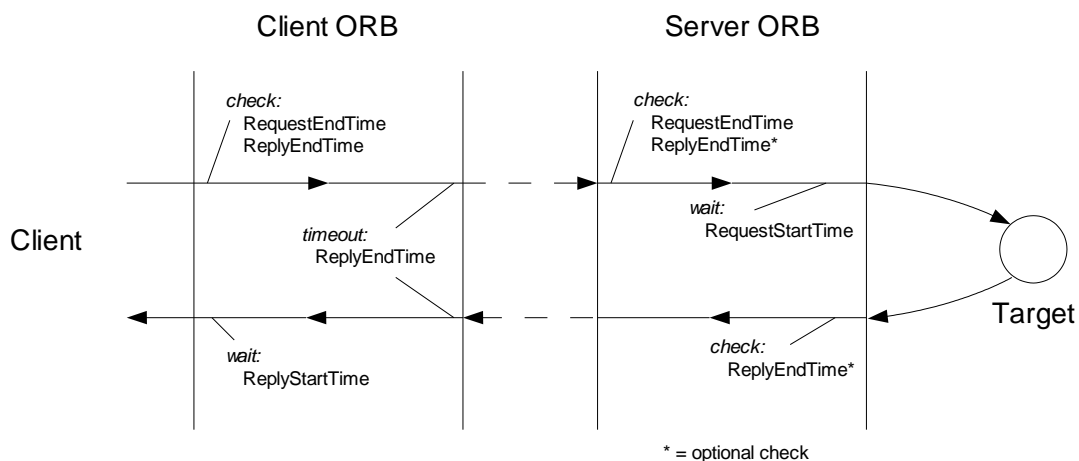 Client ORB
Server ORB
check:
RequestEndTime
ReplyEndTime
check:
RequestEndTime
ReplyEndTime*
wait:
RequestStartTime
Client
timeout:
ReplyEndTime
Target
wait:
ReplyStartTime
check:
ReplyEndTime*
* = optional check